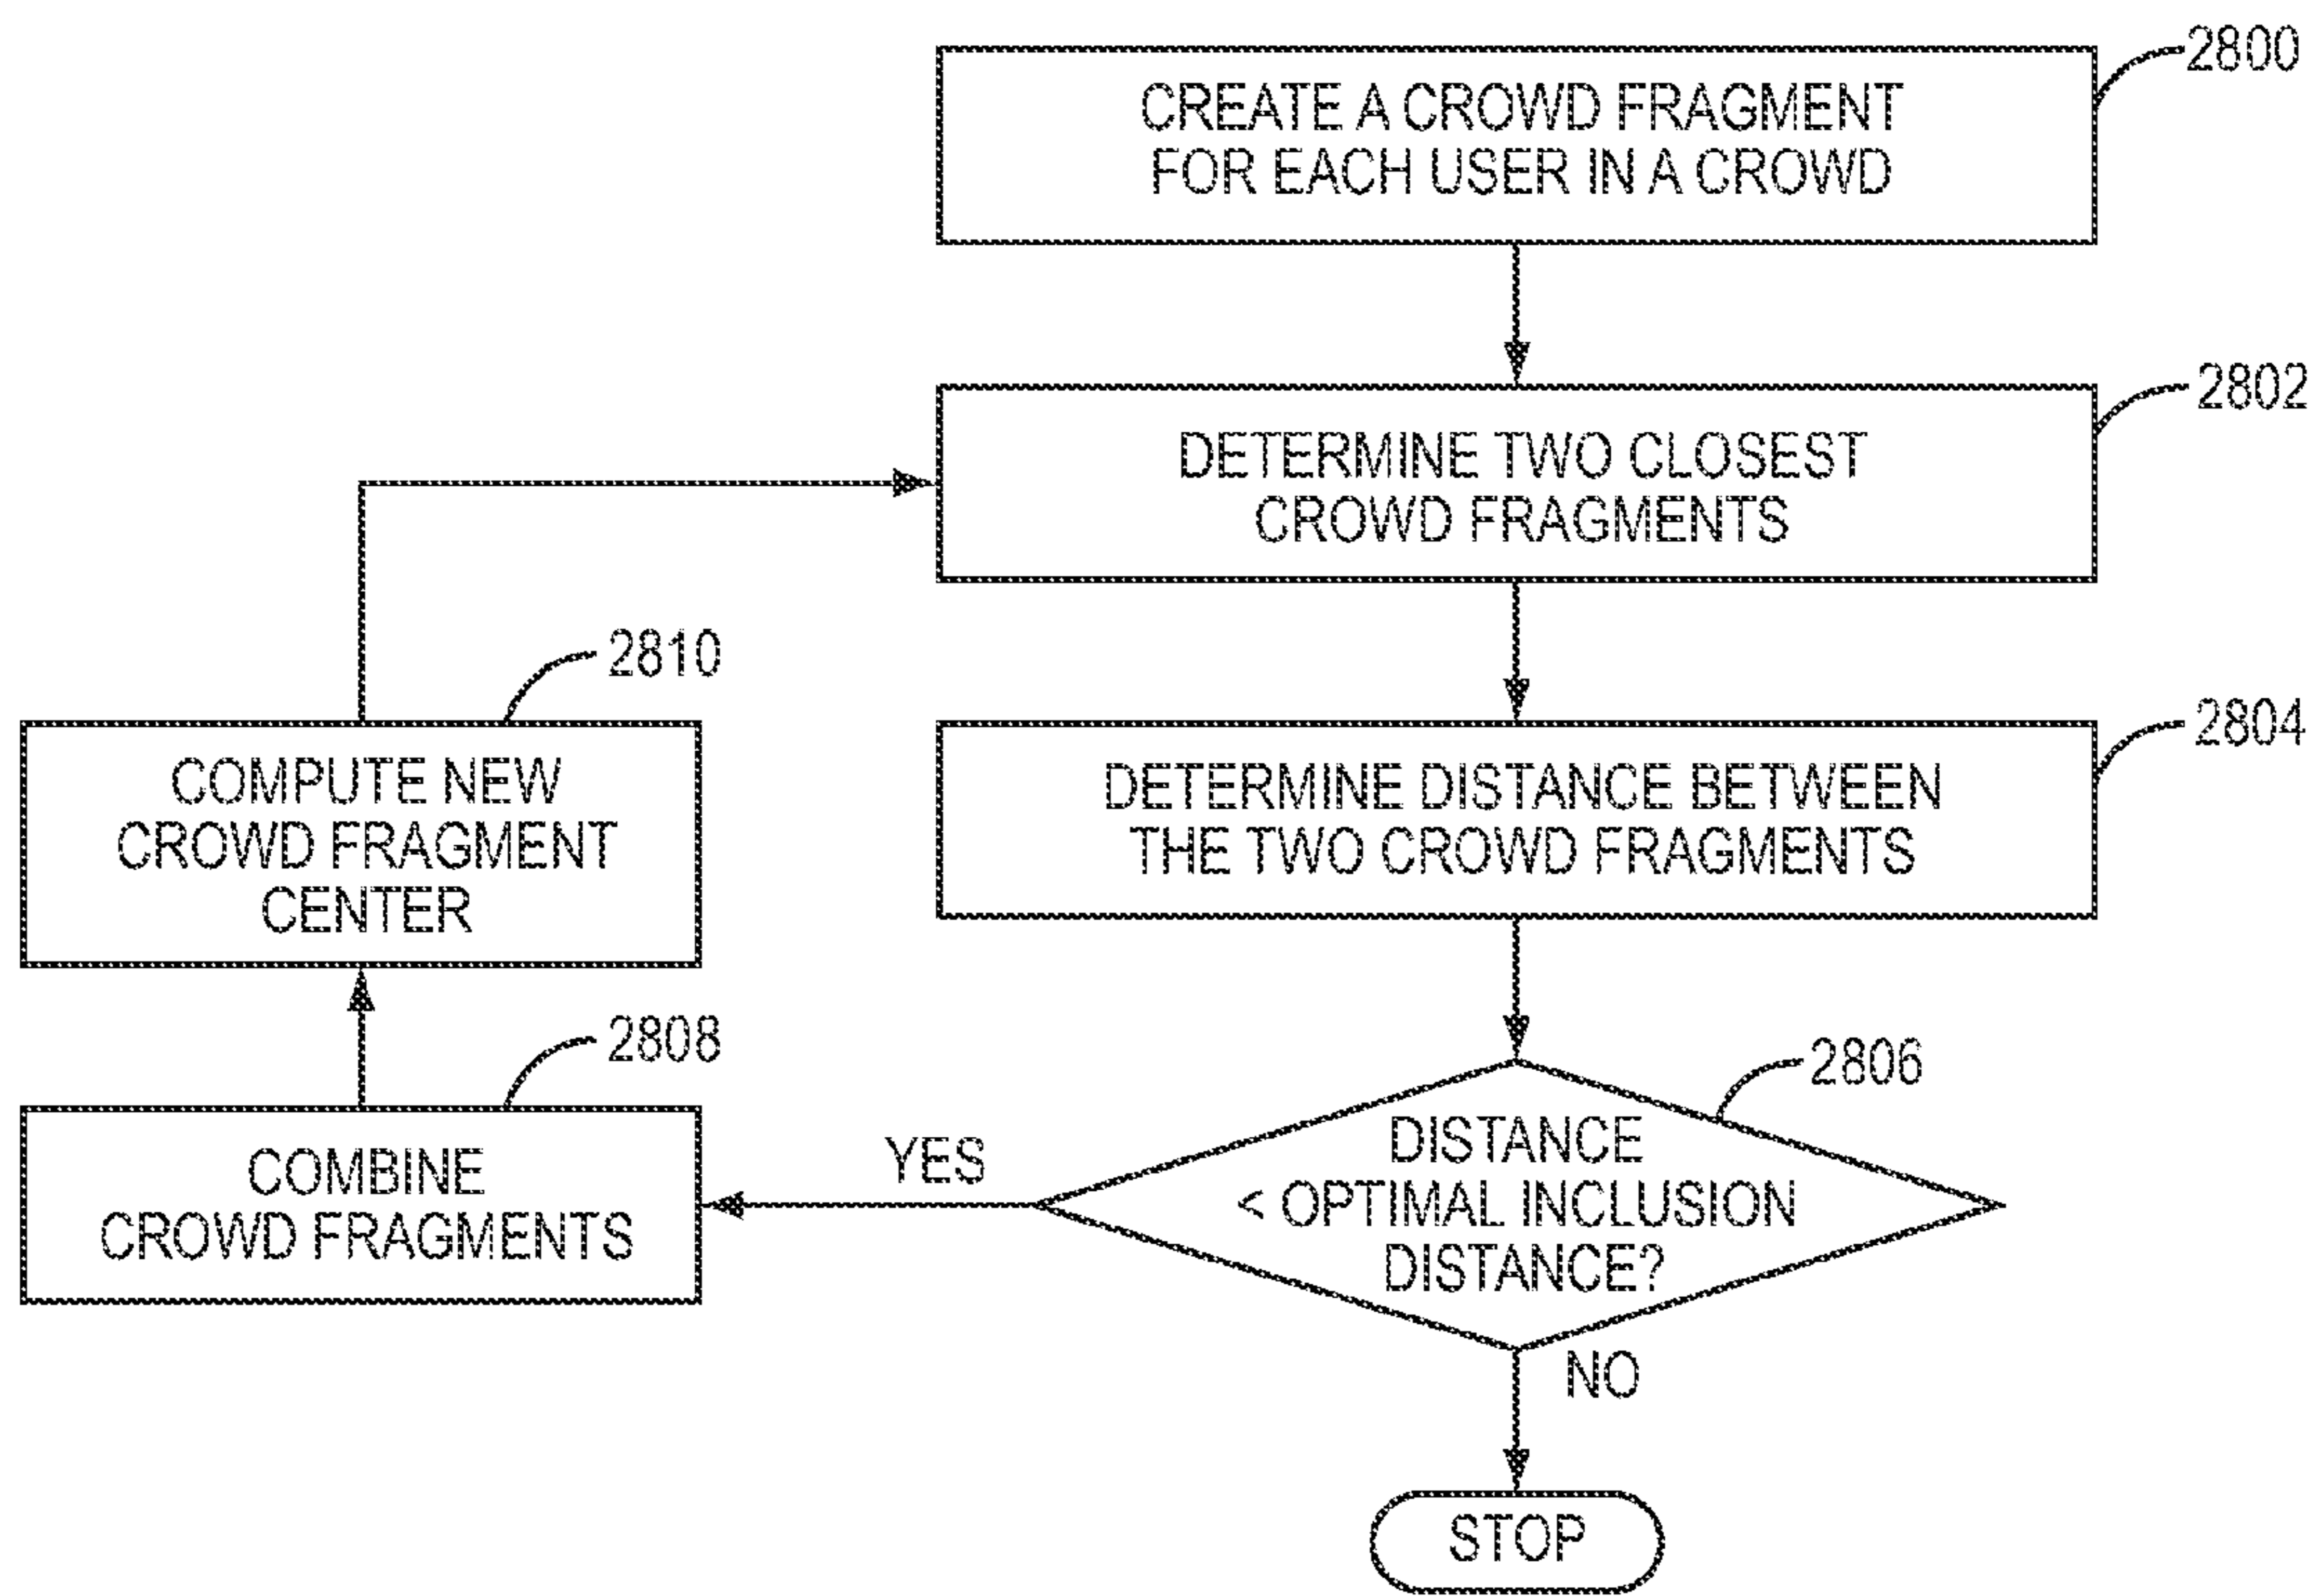 2800
CREATE A CROWD FRAGMENT
FOR EACH USER IN A CROWD
2802
DETERMINE TWO CLOSEST
CROWD FRAGMENTS
2804
DETERMINE DISTANCE BETWEEN
THE TWO CROWD FRAGMENTS
2806
DISTANCE
< OPTIMAL INCLUSION
DISTANCE?
YES
2808
COMBINE
CROWD FRAGMENTS
2810
COMPUTE NEW
CROWD FRAGMENT
CENTER
NO
STOP